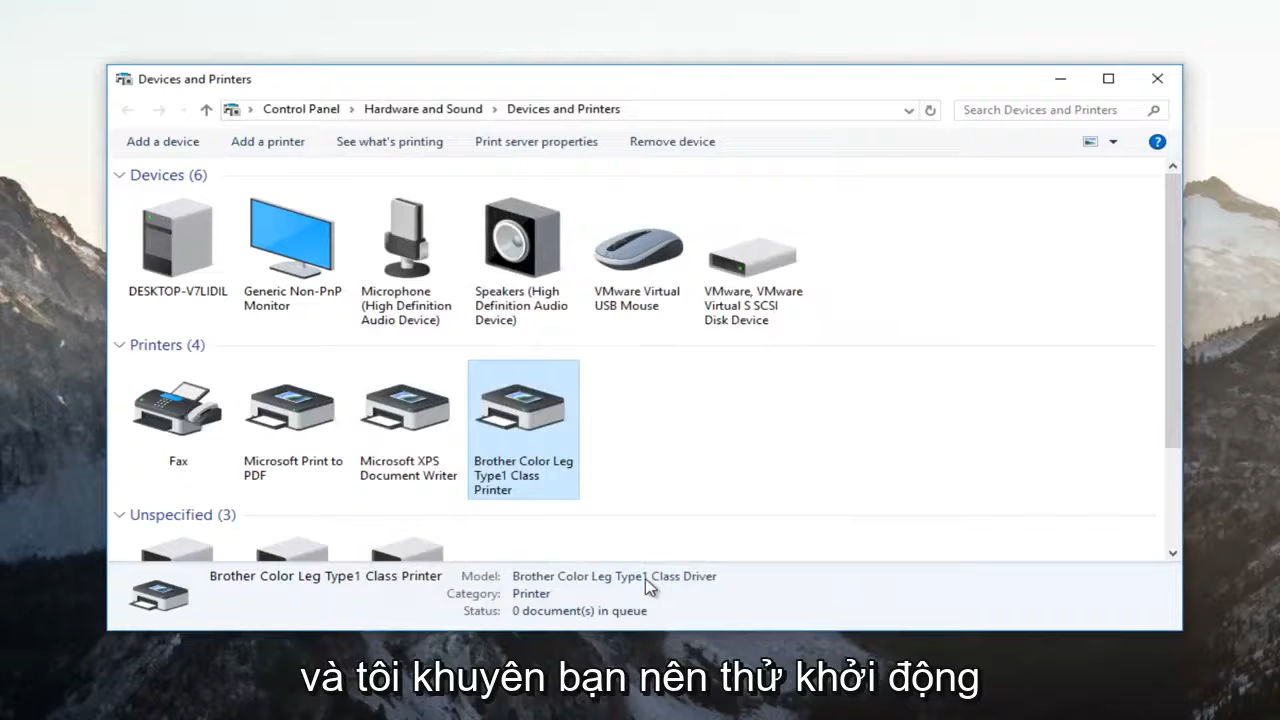 Devices and Printers
Control Panel > Hardware and Sound > Devices and Printers
Search Devices and Printers
Add a device Add a printer See what's printing Print server properties Remove device
?
Devices (6)
DESKTOP-V7LIDIL
Generic Non-PnP
Monitor
Microphone
(High Definition
Audio Device)
Speakers (High
Definition Audio
Device)
VMware Virtual
USB Mouse
VMware, VMware
Virtual S SCSI
Disk Device
Printers (4)
Fax
Microsoft Print to
PDF
Microsoft XPS
Document Writer
Brother Color Leg
Type1 Class
Printer
Unspecified (3)
Brother Color Leg Type1 Class Printer
Model: Brother Color Leg Type1 Class Driver
Category: Printer
Status: 0 document(s) in queue
và tôi khuyên bạn nên thử khởi động